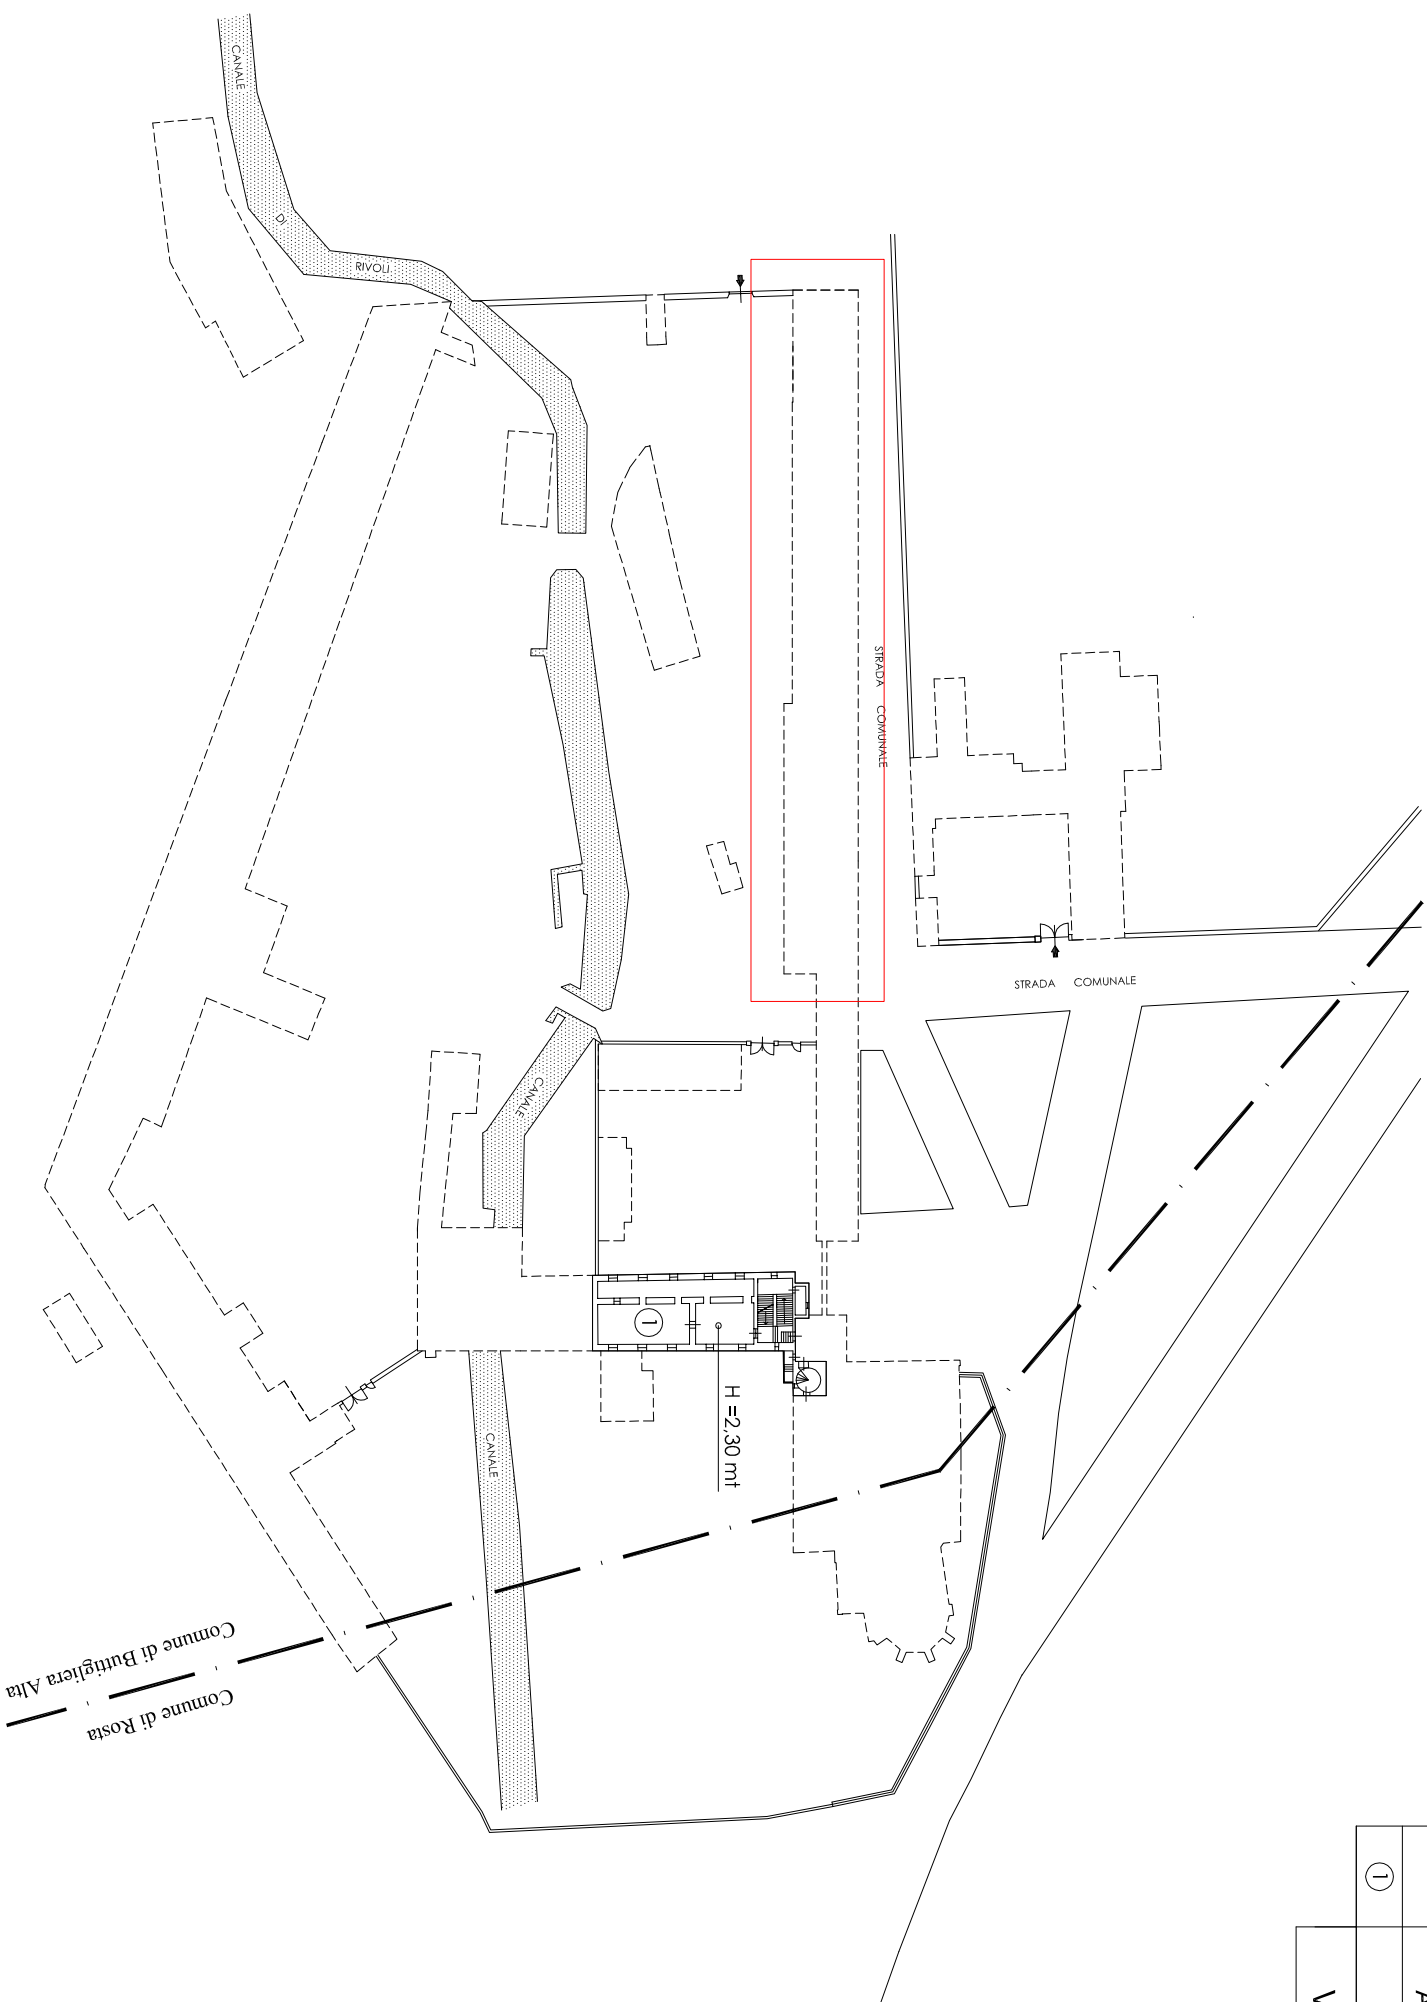 CANALE
DI
RIVOLI
STRADA COMUNALE
STRADA COMUNALE
CANALE
1
H =2,30 mt
CANALE
Comune di Buttigliera Alta
Comune di Rosta
1